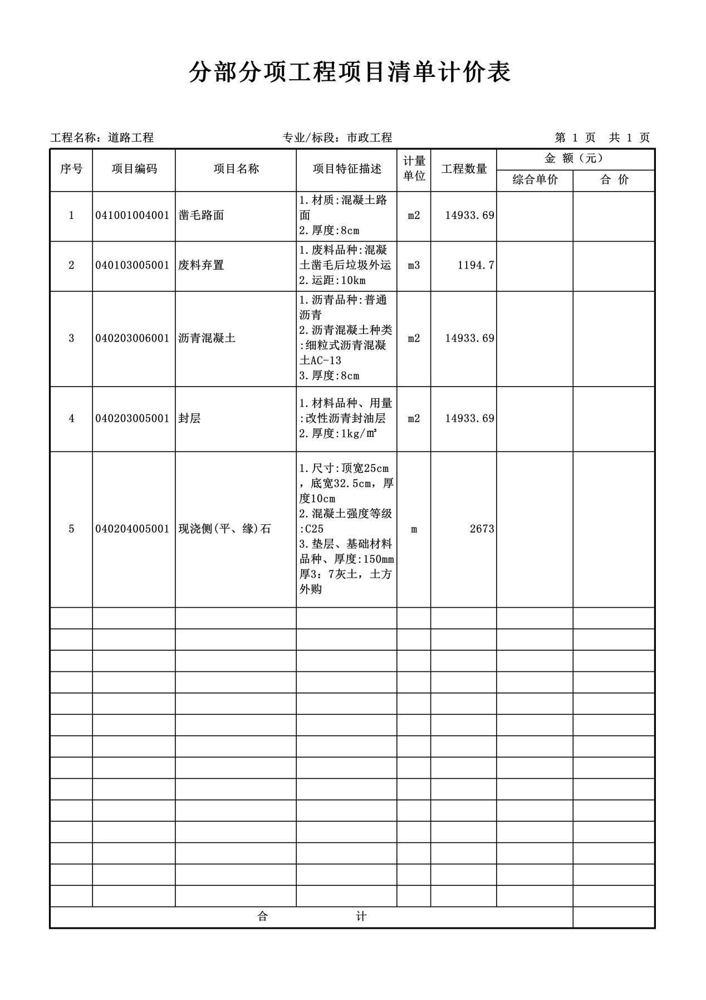 分部分项工程项目清单计价表
工程名称：道路工程 专业/标段：市政工程 第 1 页 共 1 页
序号 项目编码 项目名称 项目特征描述 计量单位 工程数量 金 额（元）
综合单价 合 价
1 041001004001 凿毛路面 1.材质:混凝土路
面
2.厚度:8cm m2 14933.69
2 040103005001 废料弃置 1.废料品种:混凝
土凿毛后垃圾外运
2.运距:10km m3 1194.7
3 040203006001 沥青混凝土 1.沥青品种:普通
沥青
2.沥青混凝土种类
:细粒式沥青混凝
土AC-13
3.厚度:8cm m2 14933.69
4 040203005001 封层 1.材料品种、用量
:改性沥青封油层
2.厚度:1kg/㎡ m2 14933.69
5 040204005001 现浇侧(平、缘)石 1.尺寸:顶宽25cm
，底宽32.5cm，厚
度10cm
2.混凝土强度等级
:C25
3.垫层、基础材料
品种、厚度:150mm
厚3：7灰土，土方
外购 m 2673
合 计